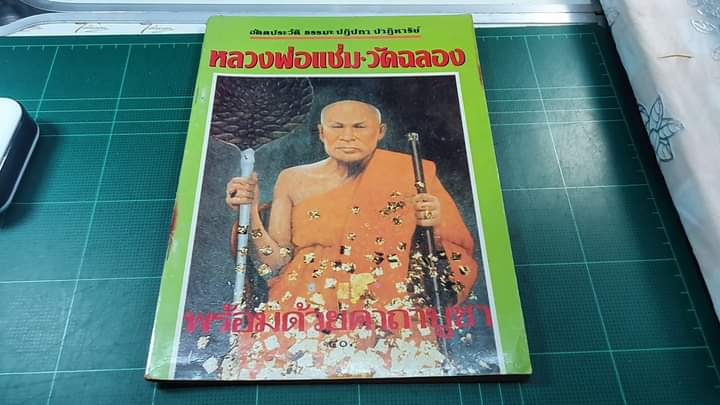 อัตตประวัติ ธรรมะ ปฏิปทา ปาฏิหาริย์
หลวงพ่อแช่ม·วัดฉลอง
พร้อมด้วยคาถาบูชา
๔๐.